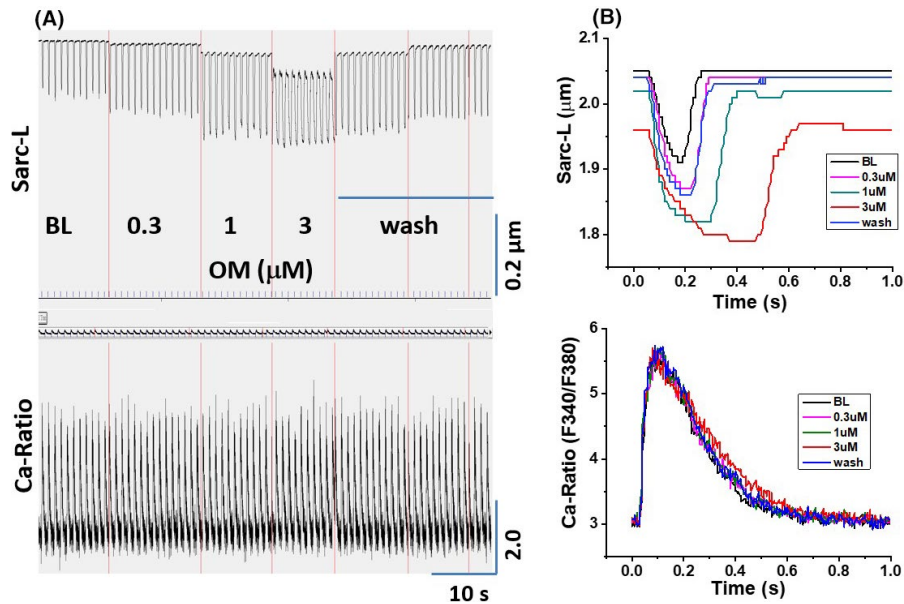 (A)
Sarc-L
BL 0.3 1 3 wash
OM (μM)
0.2 μm
Ca-Ratio
2.0
10 s
(B)
Sarc-L (μm)
2.1
2.0
1.9
1.8
BL
0.3uM
1uM
3uM
wash
0.0 0.2 0.4 0.6 0.8 1.0
Time (s)
Ca-Ratio (F340/F380)
6
5
4
3
BL
0.3uM
1uM
3uM
wash
0.0 0.2 0.4 0.6 0.8 1.0
Time (s)